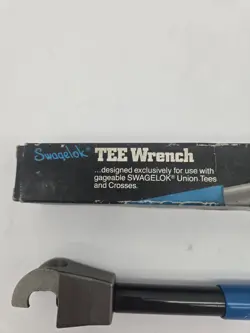 Swagelok® TEE Wrench
...designed exclusively for use with
gageable SWAGELOK® Union Tees
and Crosses.